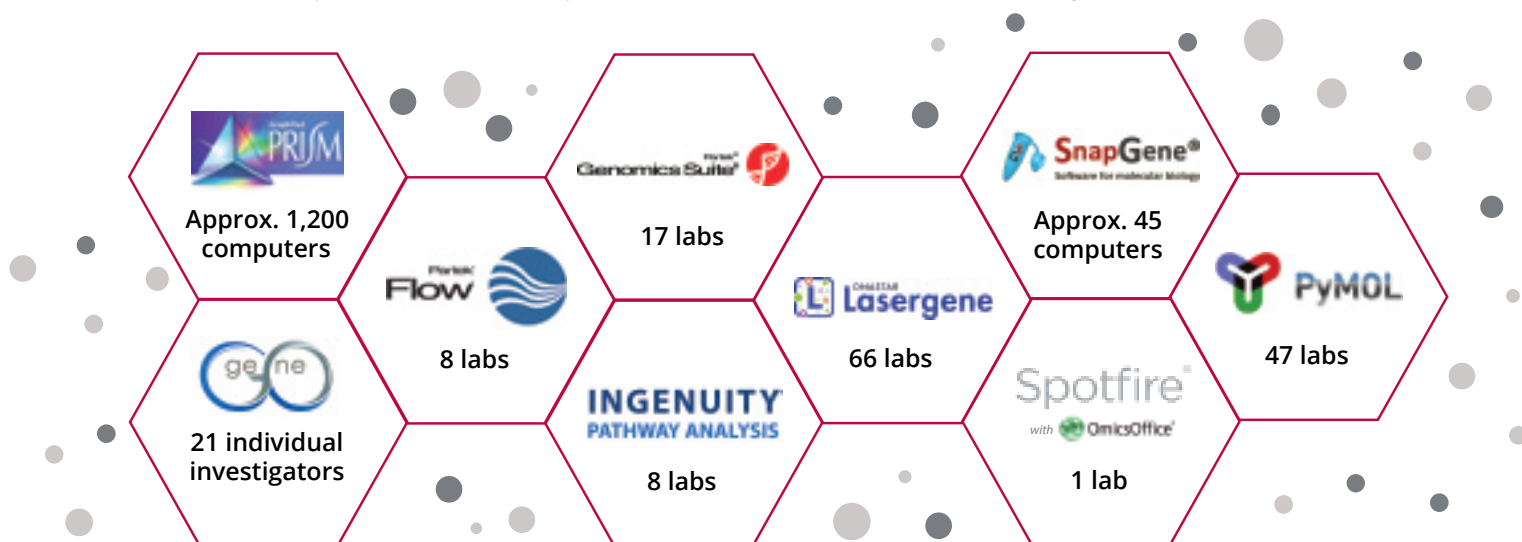 GraphPad
PRISM
Approx. 1,200
computers
Partek
Flow
8 labs
gene
GO
21 individual
investigators
Partek
Genomics Suite
17 labs
INGENUITY
PATHWAY ANALYSIS
8 labs
DNASTAR
Lasergene
66 labs
SnapGene®
Software for molecular biology
Approx. 45
computers
Spotfire®
with OmicsOffice®
1 lab
PyMOL
47 labs